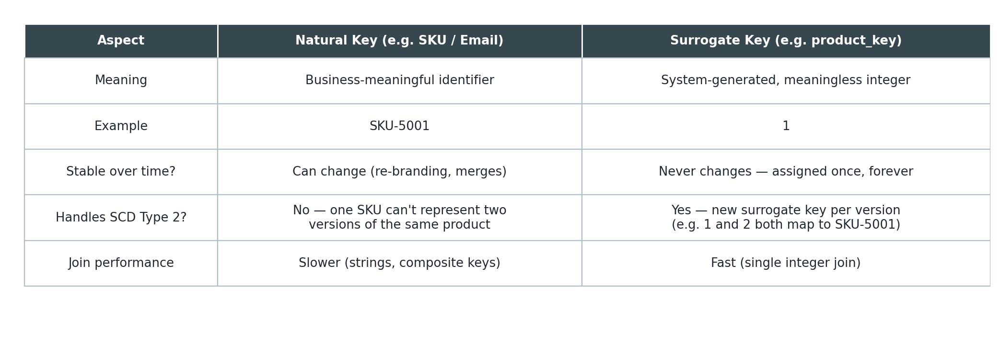 Aspect
Natural Key (e.g. SKU / Email)
Surrogate Key (e.g. product_key)
Meaning
Business-meaningful identifier
System-generated, meaningless integer
Example
SKU-5001
1
Stable over time?
Can change (re-branding, merges)
Never changes — assigned once, forever
Handles SCD Type 2?
No — one SKU can't represent two
versions of the same product
Yes — new surrogate key per version
(e.g. 1 and 2 both map to SKU-5001)
Join performance
Slower (strings, composite keys)
Fast (single integer join)